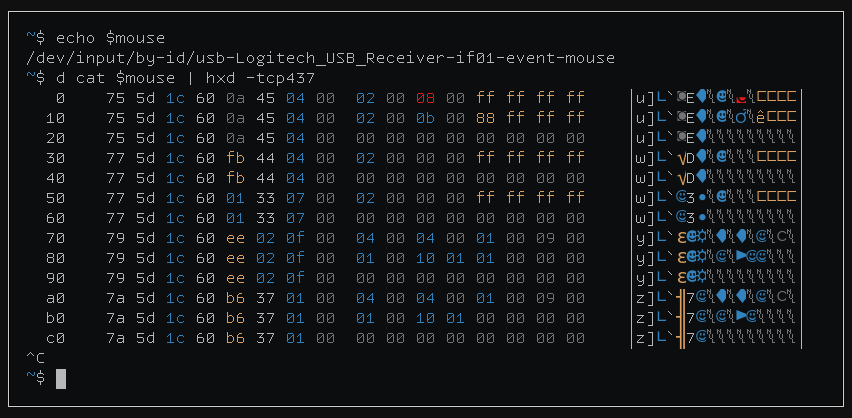 ~$ echo $mouse
/dev/input/by-id/usb-Logitech_USB_Receiver-if01-event-mouse
~$ d cat $mouse | hxd -tcp437
0 75 5d 1c 60 0a 45 04 00 02 00 08 00 ff ff ff ff │u]∟`◙E♦␀☻␀◘␀⊏⊏⊏⊏│
10 75 5d 1c 60 0a 45 04 00 02 00 0b 00 88 ff ff ff │u]∟`◙E♦␀☻␀♂␀ê⊏⊏⊏│
20 75 5d 1c 60 0a 45 04 00 00 00 00 00 00 00 00 00 │u]∟`◙E♦␀␀␀␀␀␀␀␀␀│
30 77 5d 1c 60 fb 44 04 00 02 00 00 00 ff ff ff ff │w]∟`√D♦␀☻␀␀␀⊏⊏⊏⊏│
40 77 5d 1c 60 fb 44 04 00 00 00 00 00 00 00 00 00 │w]∟`√D♦␀␀␀␀␀␀␀␀␀│
50 77 5d 1c 60 01 33 07 00 02 00 00 00 ff ff ff ff │w]∟`☺3•␀☻␀␀␀⊏⊏⊏⊏│
60 77 5d 1c 60 01 33 07 00 00 00 00 00 00 00 00 00 │w]∟`☺3•␀␀␀␀␀␀␀␀␀│
70 79 5d 1c 60 ee 02 0f 00 04 00 04 00 01 00 09 00 │y]∟`ε☻☼␀♦␀♦␀☺␀○␀│
80 79 5d 1c 60 ee 02 0f 00 01 00 10 01 01 00 00 00 │y]∟`ε☻☼␀☺␀►☺☺␀␀␀│
90 79 5d 1c 60 ee 02 0f 00 00 00 00 00 00 00 00 00 │y]∟`ε☻☼␀␀␀␀␀␀␀␀␀│
a0 7a 5d 1c 60 b6 37 01 00 04 00 04 00 01 00 09 00 │z]∟`╢7☺␀♦␀♦␀☺␀○␀│
b0 7a 5d 1c 60 b6 37 01 00 01 00 10 01 01 00 00 00 │z]∟`╢7☺␀☺␀►☺☺␀␀␀│
c0 7a 5d 1c 60 b6 37 01 00 00 00 00 00 00 00 00 00 │z]∟`╢7☺␀␀␀␀␀␀␀␀␀│
^C
~$